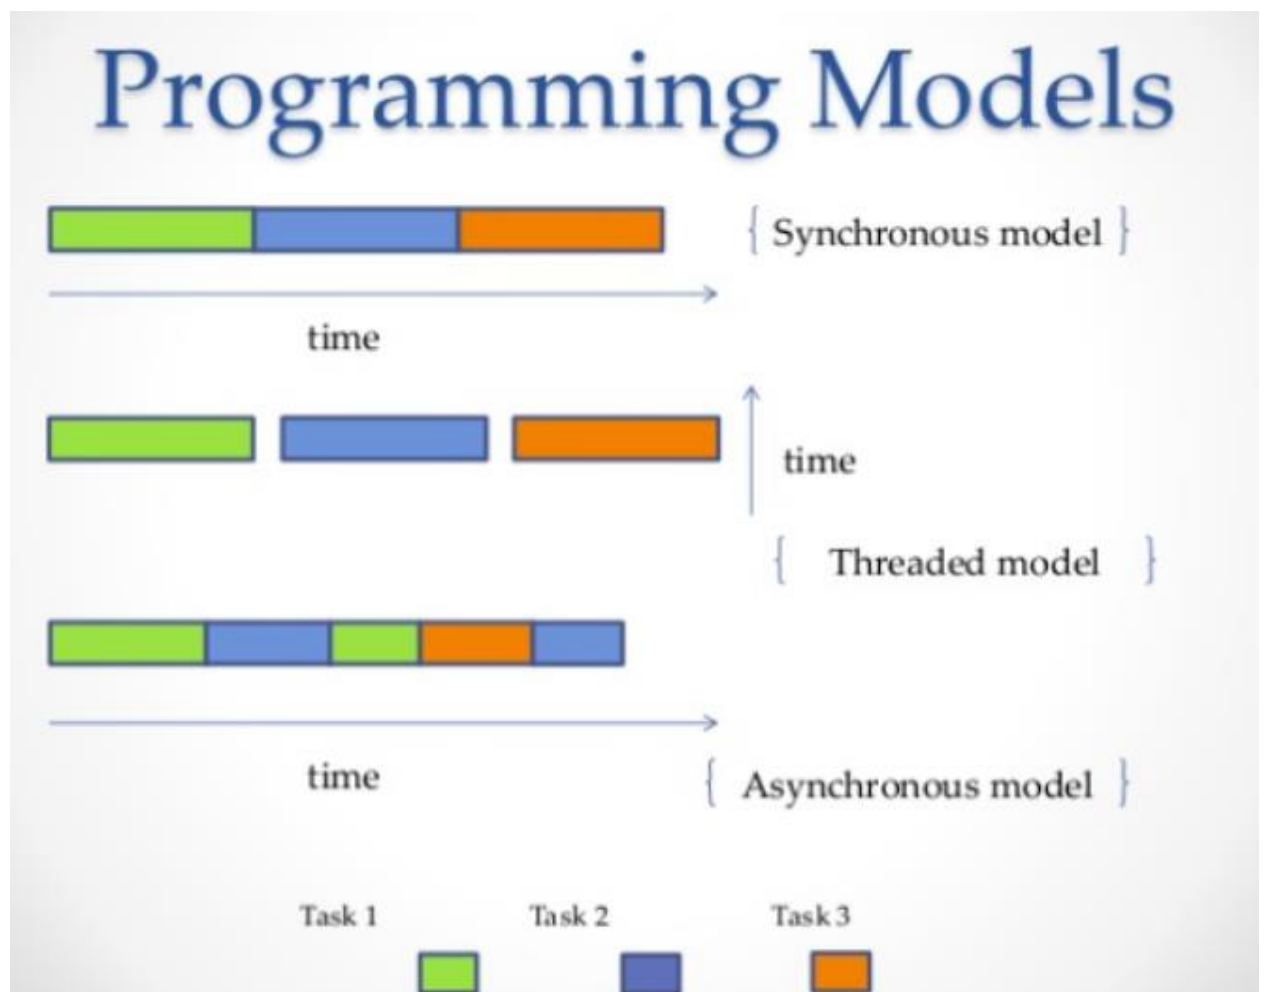 Programming Models
{ Synchronous model }
time
time
{ Threaded model }
time
{ Asynchronous model }
Task 1 Task 2 Task 3